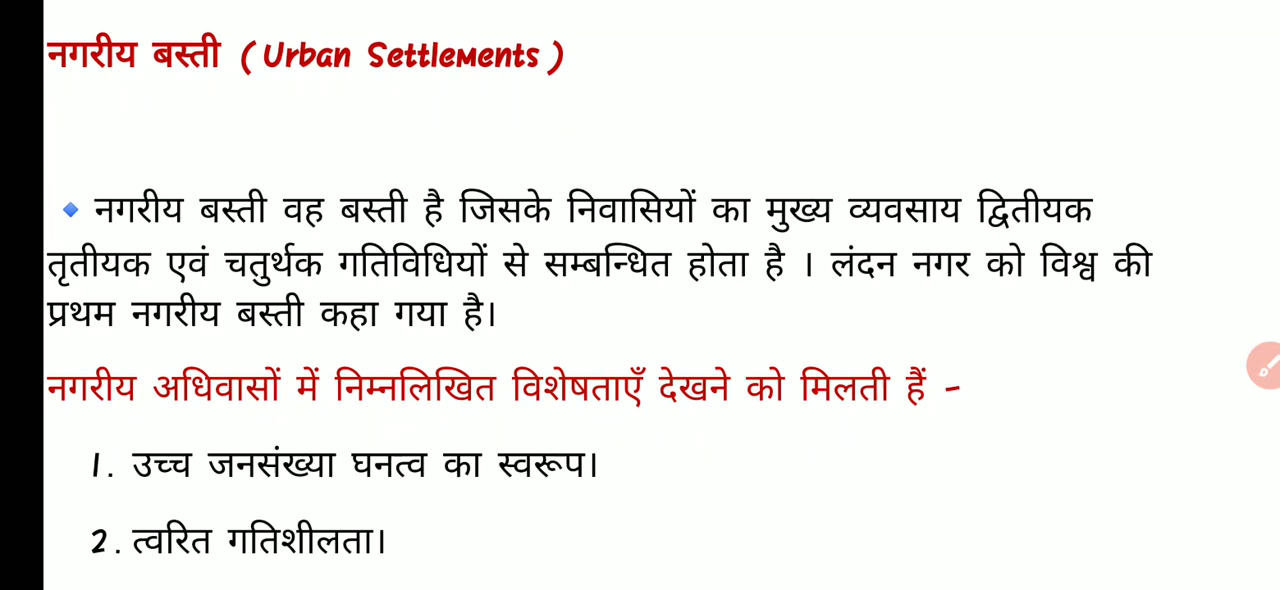 नगरीय बस्ती ( Urban Settlements )
🔹नगरीय बस्ती वह बस्ती है जिसके निवासियों का मुख्य व्यवसाय द्वितीयक
तृतीयक एवं चतुर्थक गतिविधियों से सम्बन्धित होता है । लंदन नगर को विश्व की
प्रथम नगरीय बस्ती कहा गया है।
नगरीय अधिवासों में निम्नलिखित विशेषताएँ देखने को मिलती हैं -
1. उच्च जनसंख्या घनत्व का स्वरूप।
2. त्वरित गतिशीलता।